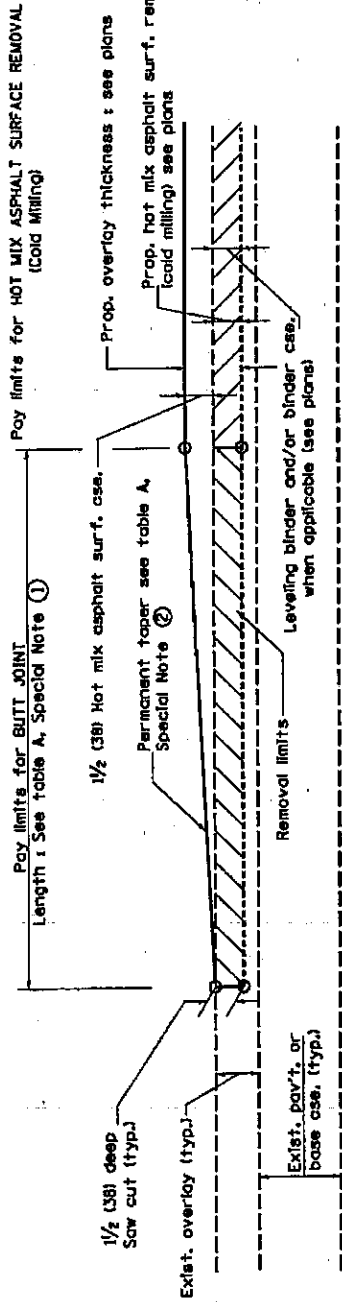 Pay limits for BUTT JOINT
Length : See table A, Special Note ①
Pay limits for HOT MIX ASPHALT SURFACE REMOVAL
(Cold Milling)
1½ (38) Hot mix asphalt surf. cse.
Permanent taper see table A,
Special Note ②
Prop. overlay thickness : see plans
Prop. hot mix asphalt surf.
(cold milling) see plans
1½ (38) deep
Saw cut (typ.)
Exist. overlay (typ.)
Exist. pav't. or
base cse. (typ.)
Removal limits
Leveling binder and/or binder cse.
when applicable (see plans)